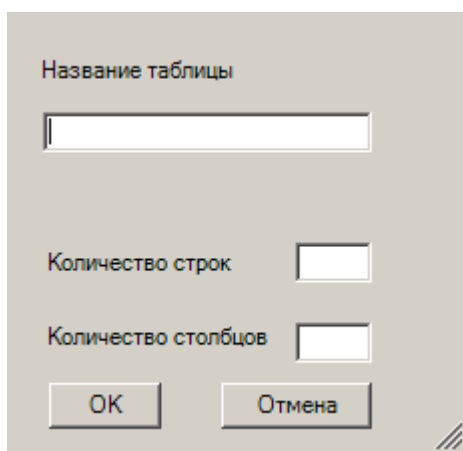 Название таблицы
Количество строк
Количество столбцов
OK Отмена